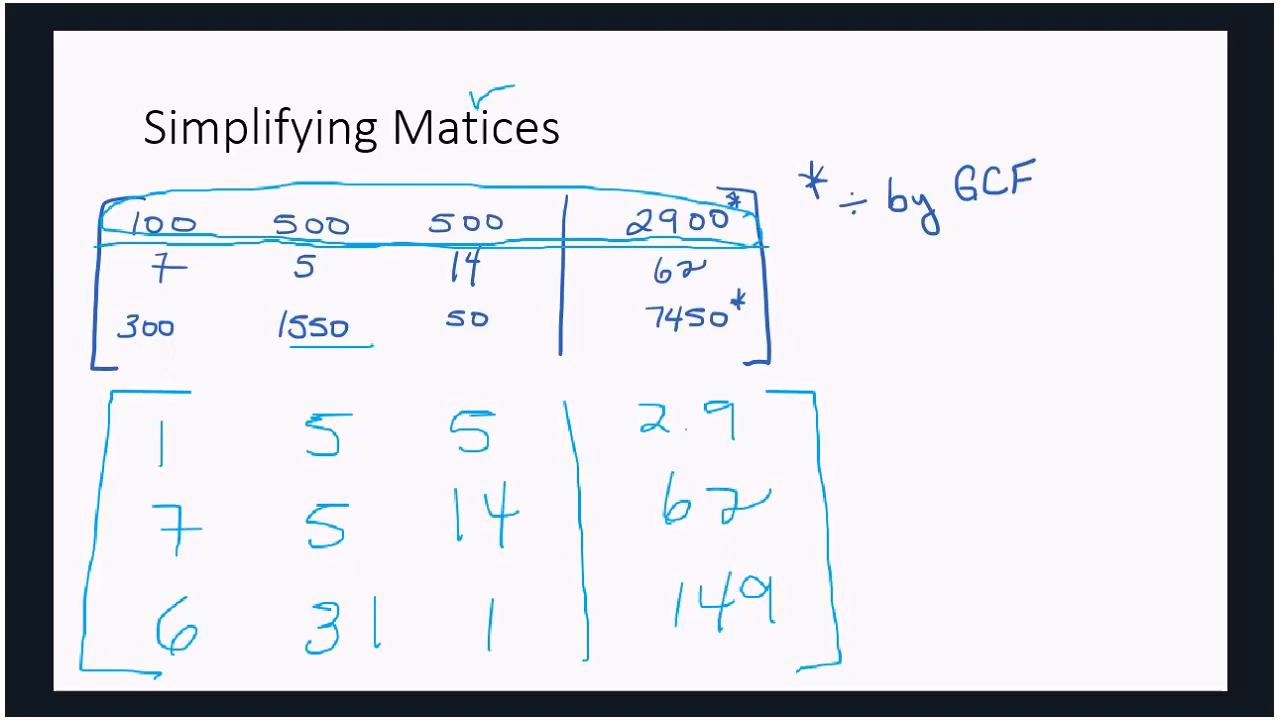 Simplifying Matices
* ÷ by GCF
100 500 500 2900*
7 5 14 62
300 1550 50 7450*
1 5 5 2.9
7 5 14 62
6 31 1 149